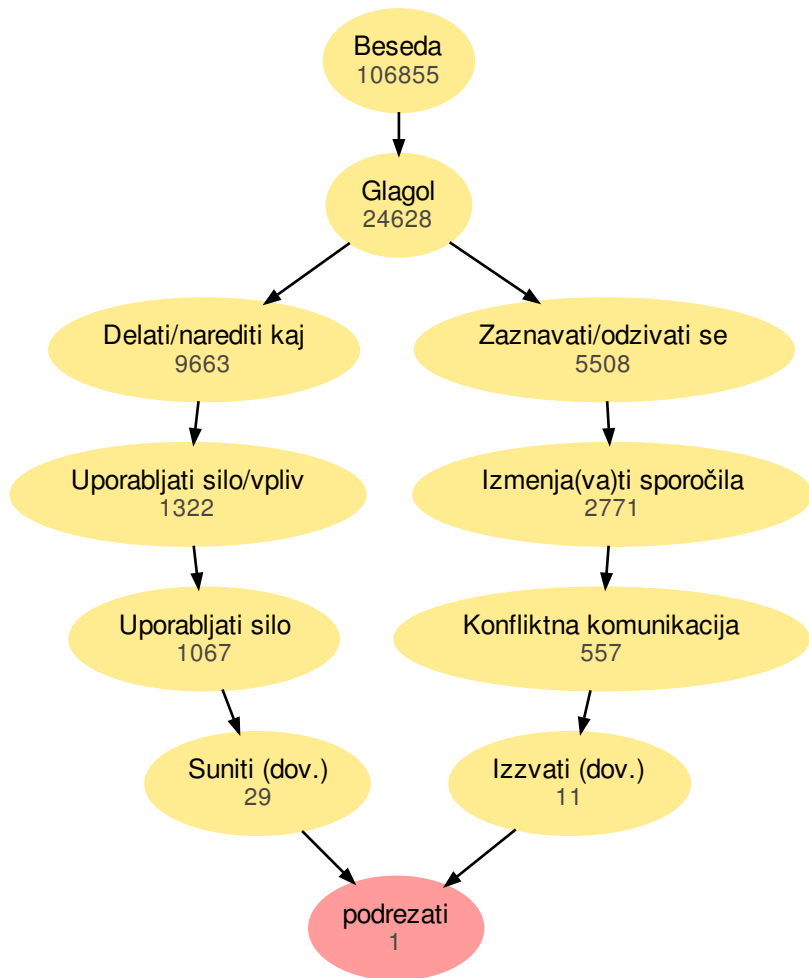 Beseda
106855
Glagol
24628
Delati/narediti kaj
9663
Zaznavati/odzivati se
5508
Uporabljati silo/vpliv
1322
Izmenja(va)ti sporočila
2771
Uporabljati silo
1067
Konfliktna komunikacija
557
Suniti (dov.)
29
Izzvati (dov.)
11
podrezati
1